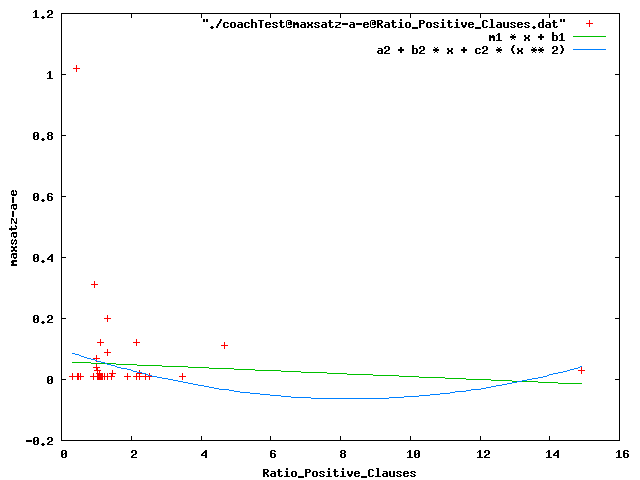 "./coachTest@maxsatz-a-e@Ratio_Positive_Clauses.dat"
m1 * x + b1
a2 + b2 * x + c2 * (x ** 2)
1.2
1
0.8
0.6
0.4
0.2
0
-0.2
maxsatz-a-e
0 2 4 6 8 10 12 14 16
Ratio_Positive_Clauses